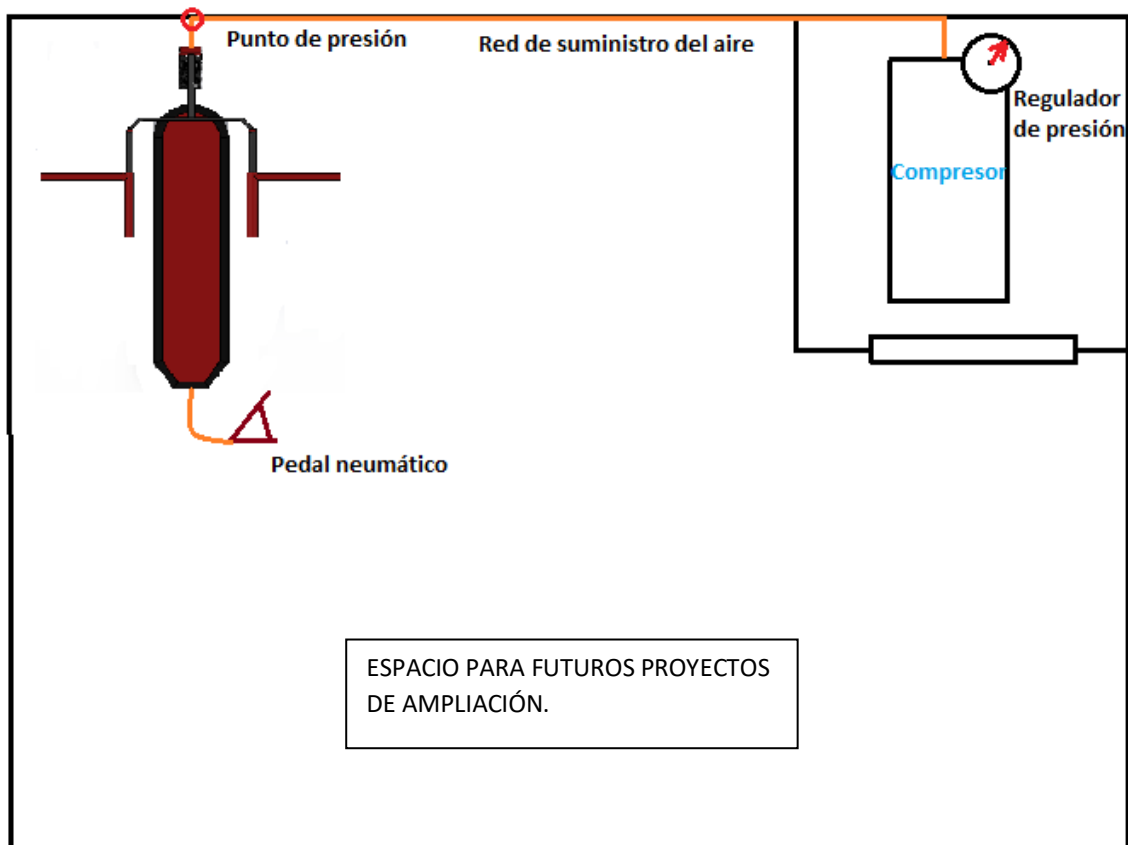 Punto de presión
Red de suministro del aire
Regulador
de presión
Compresor
Pedal neumático
ESPACIO PARA FUTUROS PROYECTOS
DE AMPLIACIÓN.